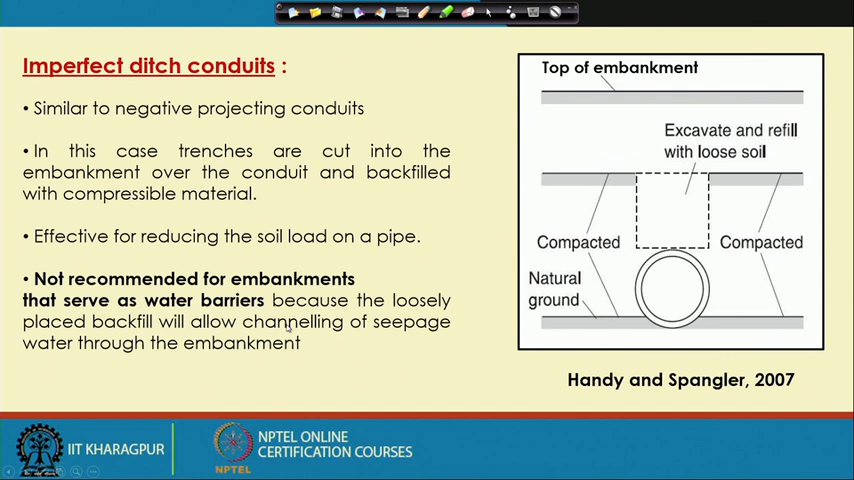 Imperfect ditch conduits :
• Similar to negative projecting conduits
• In this case trenches are cut into the
embankment over the conduit and backfilled
with compressible material.
• Effective for reducing the soil load on a pipe.
• Not recommended for embankments
that serve as water barriers because the loosely
placed backfill will allow channelling of seepage
water through the embankment
Top of embankment
Excavate and refill
with loose soil
Compacted
Compacted
Natural
ground
Handy and Spangler, 2007
IIT KHARAGPUR
NPTEL
NPTEL ONLINE
CERTIFICATION COURSES